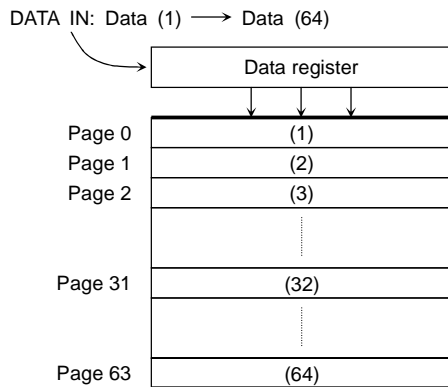 DATA IN: Data (1) → Data (64)
Data register
Page 0 (1)
Page 1 (2)
Page 2 (3)
Page 31 (32)
Page 63 (64)